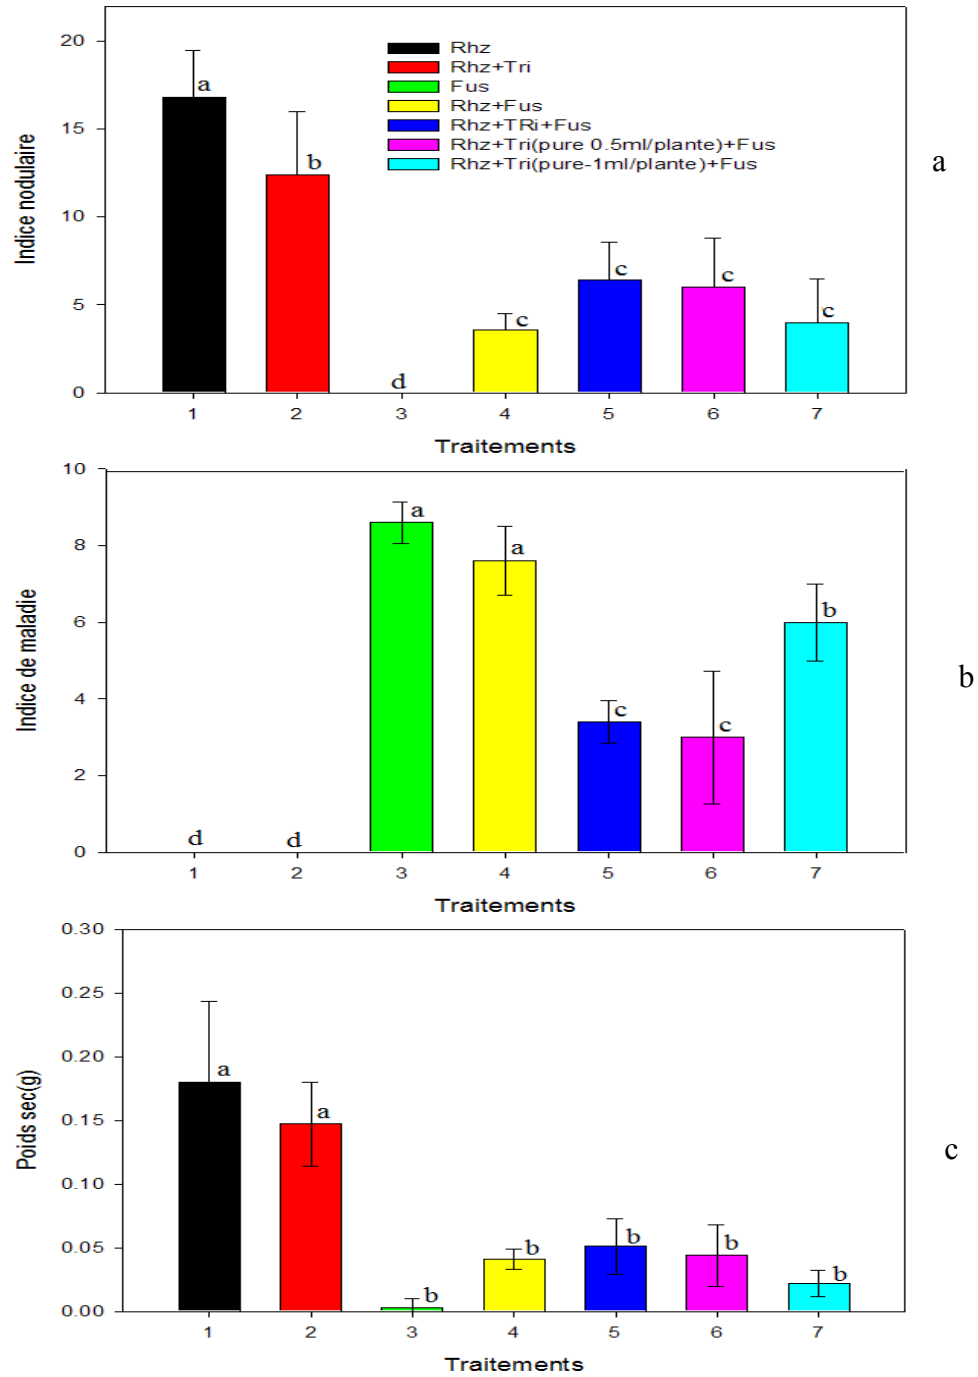 Indice nodulaire
20
15
10
5
0
Rhz
Rhz+Tri
Fus
Rhz+Fus
Rhz+TRi+Fus
Rhz+Tri(pure 0.5ml/plante)+Fus
Rhz+Tri(pure-1ml/plante)+Fus
a
b
d
c
c
c
c
1 2 3 4 5 6 7
Traitements
a
Indice de maladie
10
8
6
4
2
0
d
d
a
a
c
c
b
1 2 3 4 5 6 7
Traitements
b
Poids sec(g)
0.30
0.25
0.20
0.15
0.10
0.05
0.00
a
a
b
b
b
b
b
1 2 3 4 5 6 7
Traitements
c